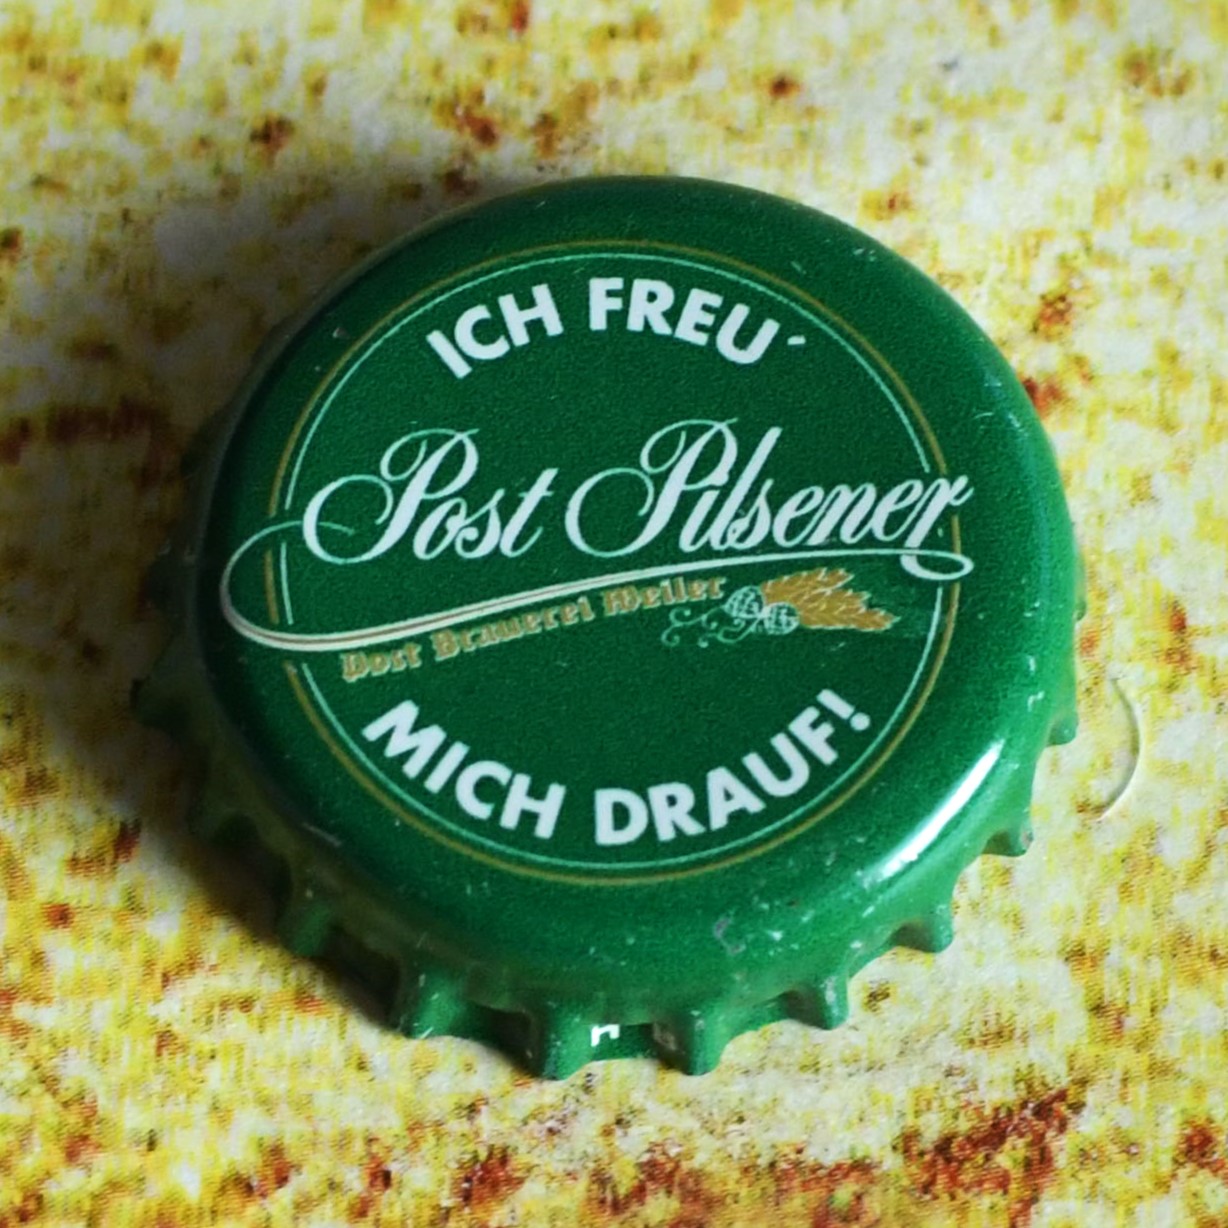 ICH FREU´
Post Pilsener
Post Brauerei Weiler
MICH DRAUF!